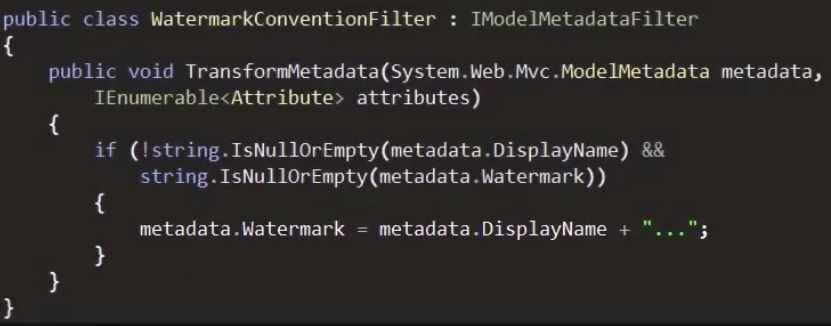 public class WatermarkConventionFilter : IModelMetadataFilter
{
    public void TransformMetadata(System.Web.Mvc.ModelMetadata metadata,
        IEnumerable<Attribute> attributes)
    {
        if (!string.IsNullOrEmpty(metadata.DisplayName) &&
            string.IsNullOrEmpty(metadata.Watermark))
        {
            metadata.Watermark = metadata.DisplayName + "...";
        }
    }
}